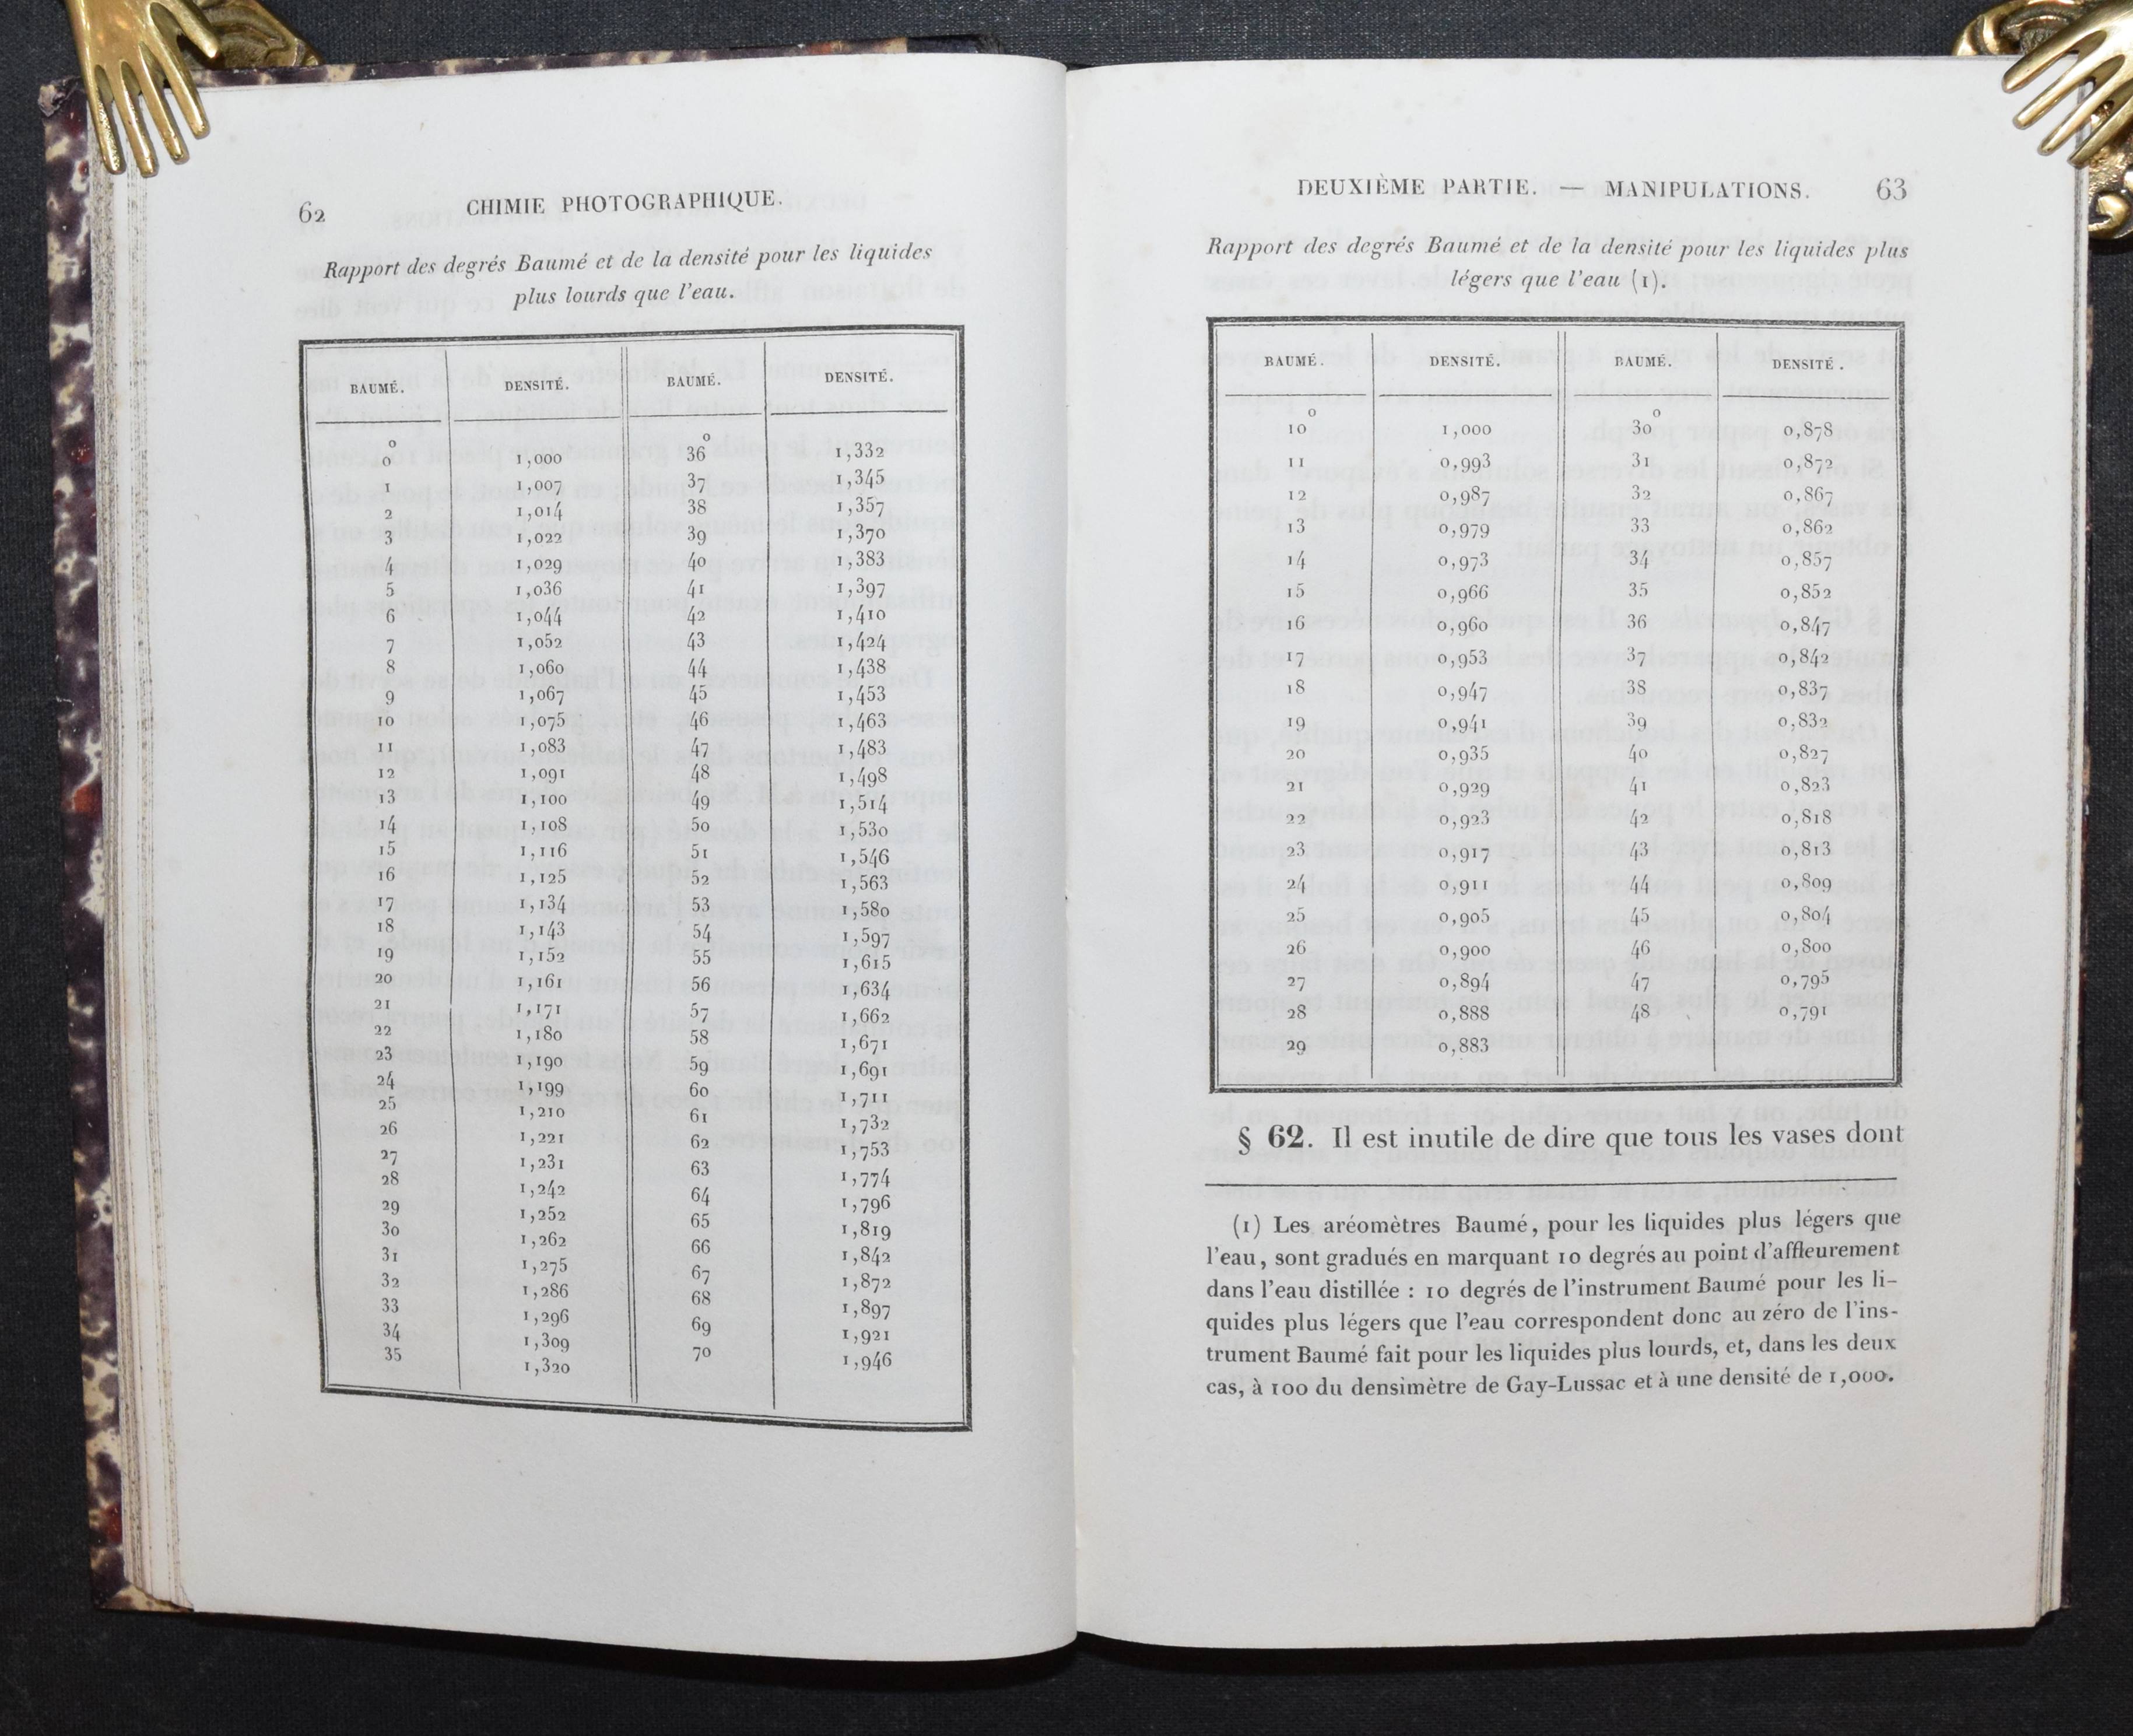 62
CHIMIE PHOTOGRAPHIQUE.
Rapport des degrés Baumé et de la densité pour les liquides
plus lourds que l'eau.
BAUMÉ. DENSITÉ. BAUMÉ. DENSITÉ.
° °
0 1,000 36 1,332
1 1,007 37 1,345
2 1,014 38 1,357
3 1,022 39 1,370
4 1,029 40 1,383
5 1,036 41 1,397
6 1,044 42 1,410
7 1,052 43 1,424
8 1,060 44 1,438
9 1,067 45 1,453
10 1,075 46 1,463
11 1,083 47 1,483
12 1,091 48 1,498
13 1,100 49 1,514
14 1,108 50 1,530
15 1,116 51 1,546
16 1,125 52 1,563
17 1,134 53 1,580
18 1,143 54 1,597
19 1,152 55 1,615
20 1,161 56 1,634
21 1,171 57 1,662
22 1,180 58 1,671
23 1,190 59 1,691
24 1,199 60 1,711
25 1,210 61 1,732
26 1,221 62 1,753
27 1,231 63 1,774
28 1,242 64 1,796
29 1,252 65 1,819
30 1,262 66 1,842
31 1,275 67 1,872
32 1,286 68 1,897
33 1,296 69 1,921
34 1,309 70 1,946
35 1,320
DEUXIÈME PARTIE. — MANIPULATIONS. 63
Rapport des degrés Baumé et de la densité pour les liquides plus
légers que l'eau (1).
BAUMÉ. DENSITÉ. BAUMÉ. DENSITÉ.
° °
10 1,000 30 0,878
11 0,993 31 0,872
12 0,987 32 0,867
13 0,979 33 0,862
14 0,973 34 0,857
15 0,966 35 0,852
16 0,960 36 0,847
17 0,953 37 0,842
18 0,947 38 0,837
19 0,941 39 0,832
20 0,935 40 0,827
21 0,929 41 0,823
22 0,923 42 0,818
23 0,917 43 0,813
24 0,911 44 0,809
25 0,905 45 0,804
26 0,900 46 0,800
27 0,894 47 0,795
28 0,888 48 0,791
29 0,883
§ 62. Il est inutile de dire que tous les vases dont
(1) Les aréomètres Baumé, pour les liquides plus légers que
l'eau, sont gradués en marquant 10 degrés au point d'affleurement
dans l'eau distillée : 10 degrés de l'instrument Baumé pour les li-
quides plus légers que l'eau correspondent donc au zéro de l'ins-
trument Baumé fait pour les liquides plus lourds, et, dans les deux
cas, à 100 du densimètre de Gay-Lussac et à une densité de 1,000.